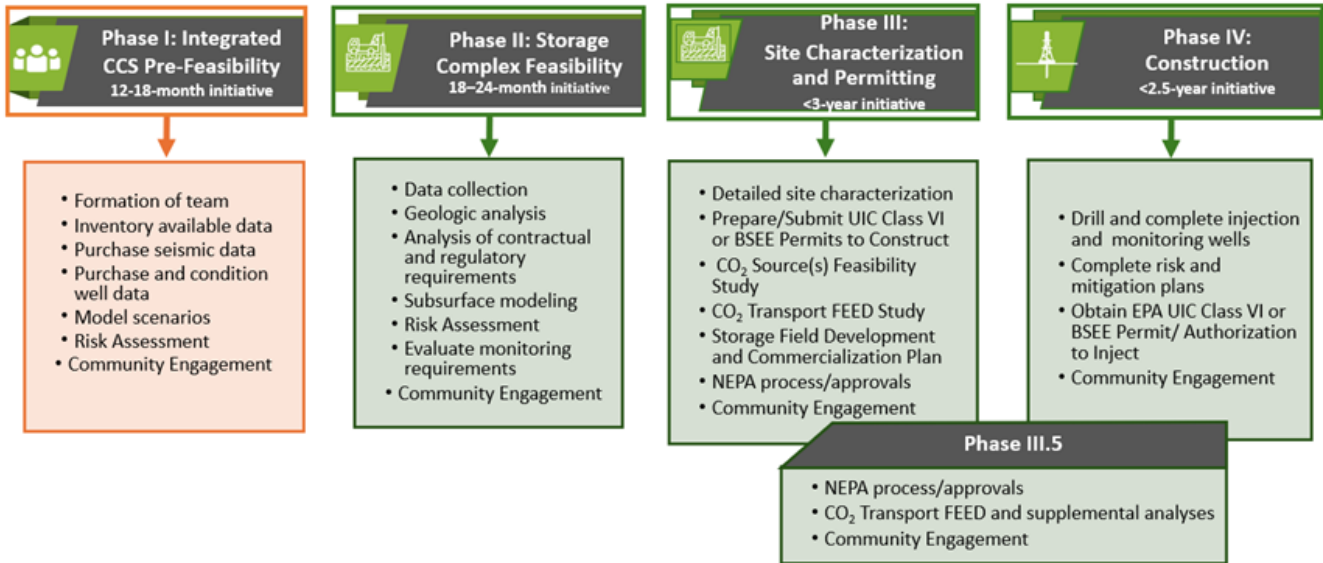 Phase I: Integrated
CCS Pre-Feasibility
12-18-month initiative
• Formation of team
• Inventory available data
• Purchase seismic data
• Purchase and condition
well data
• Model scenarios
• Risk Assessment
• Community Engagement
Phase II: Storage
Complex Feasibility
18–24-month initiative
• Data collection
• Geologic analysis
• Analysis of contractual
and regulatory
requirements
• Subsurface modeling
• Risk Assessment
• Evaluate monitoring
requirements
• Community Engagement
Phase III:
Site Characterization
and Permitting
<3-year initiative
• Detailed site characterization
• Prepare/Submit UIC Class VI
or BSEE Permits to Construct
• CO₂ Source(s) Feasibility
Study
• CO₂ Transport FEED Study
• Storage Field Development
and Commercialization Plan
• NEPA process/approvals
• Community Engagement
Phase IV:
Construction
<2.5-year initiative
• Drill and complete injection
and monitoring wells
• Complete risk and
mitigation plans
• Obtain EPA UIC Class VI or
BSEE Permit/ Authorization
to Inject
• Community Engagement
Phase III.5
• NEPA process/approvals
• CO₂ Transport FEED and supplemental analyses
• Community Engagement